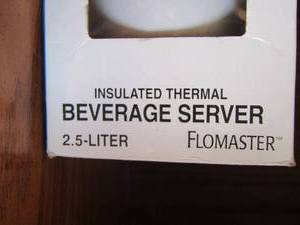 INSULATED THERMAL
BEVERAGE SERVER
2.5-LITER FLOMASTER™